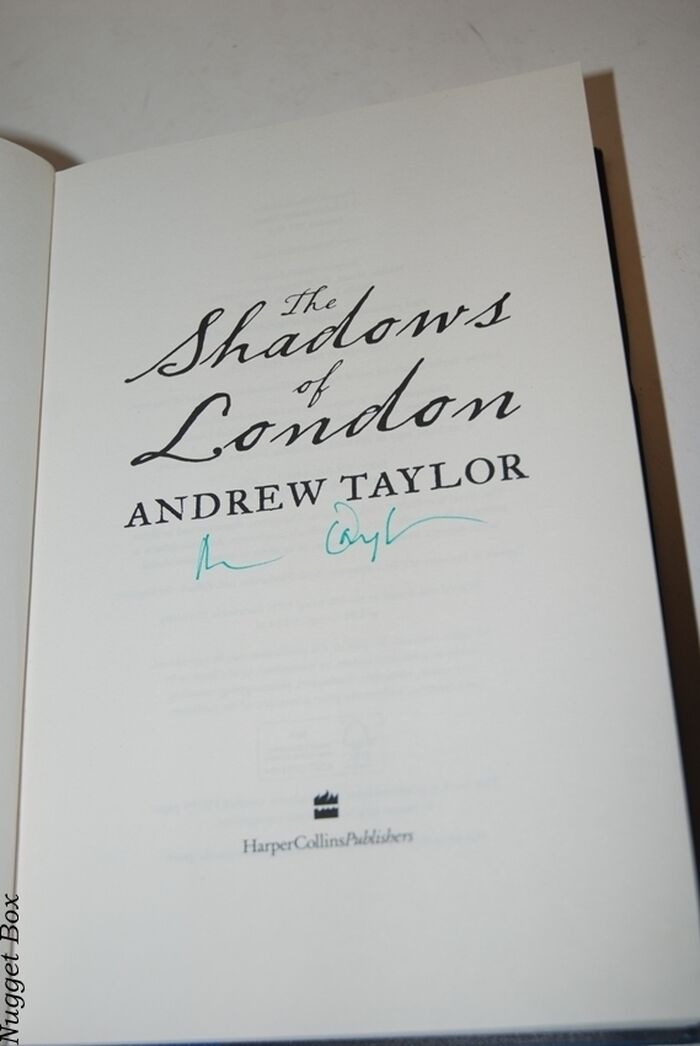 The
Shadows
of
London
ANDREW TAYLOR
HarperCollinsPublishers
Nugget Box